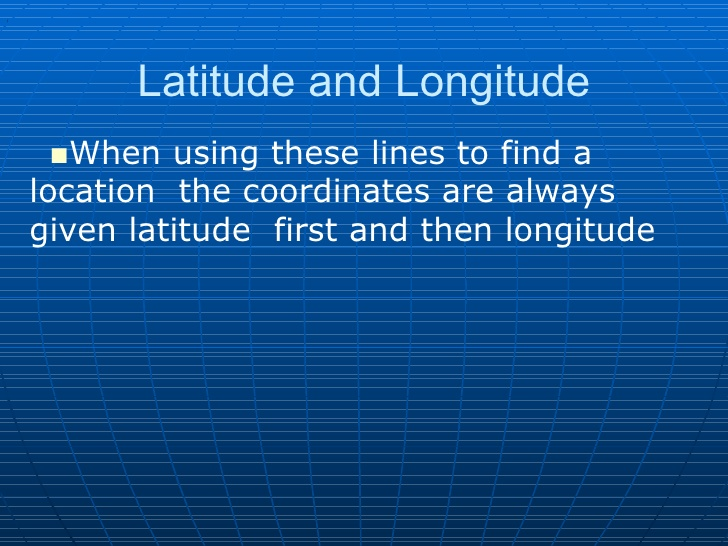 Latitude and Longitude
▪When using these lines to find a
location  the coordinates are always
given latitude  first and then longitude